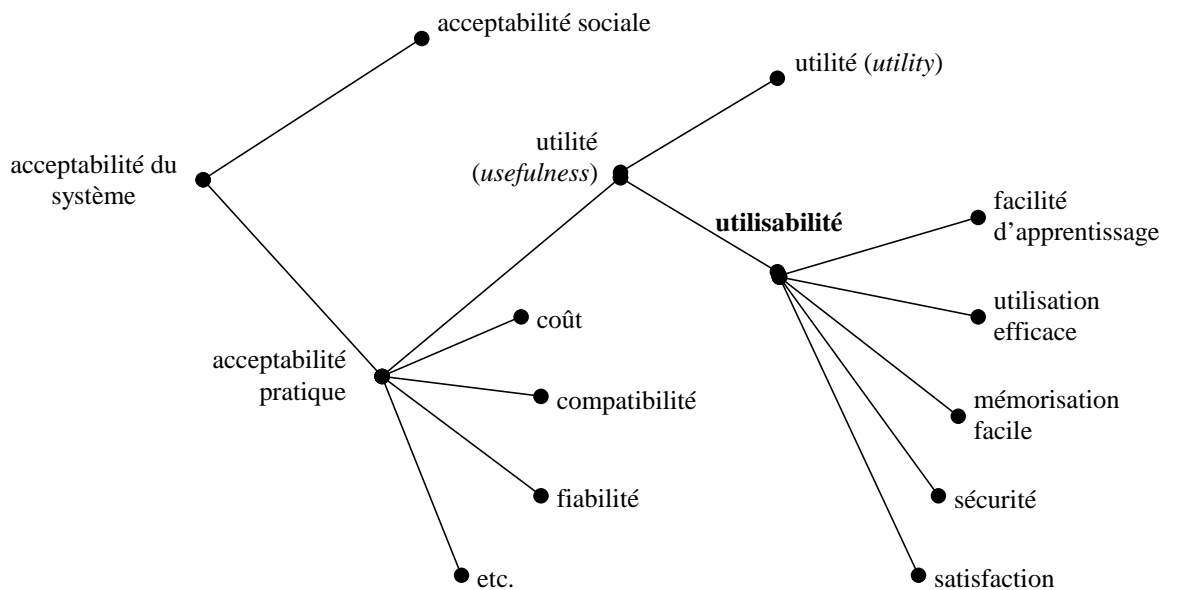 acceptabilité sociale
utilité (utility)
utilité
(usefulness)
acceptabilité du
système
utilisabilité
facilité
d’apprentissage
utilisation
efficace
coût
acceptabilité
pratique
compatibilité
mémorisation
facile
fiabilité
sécurité
etc.
satisfaction